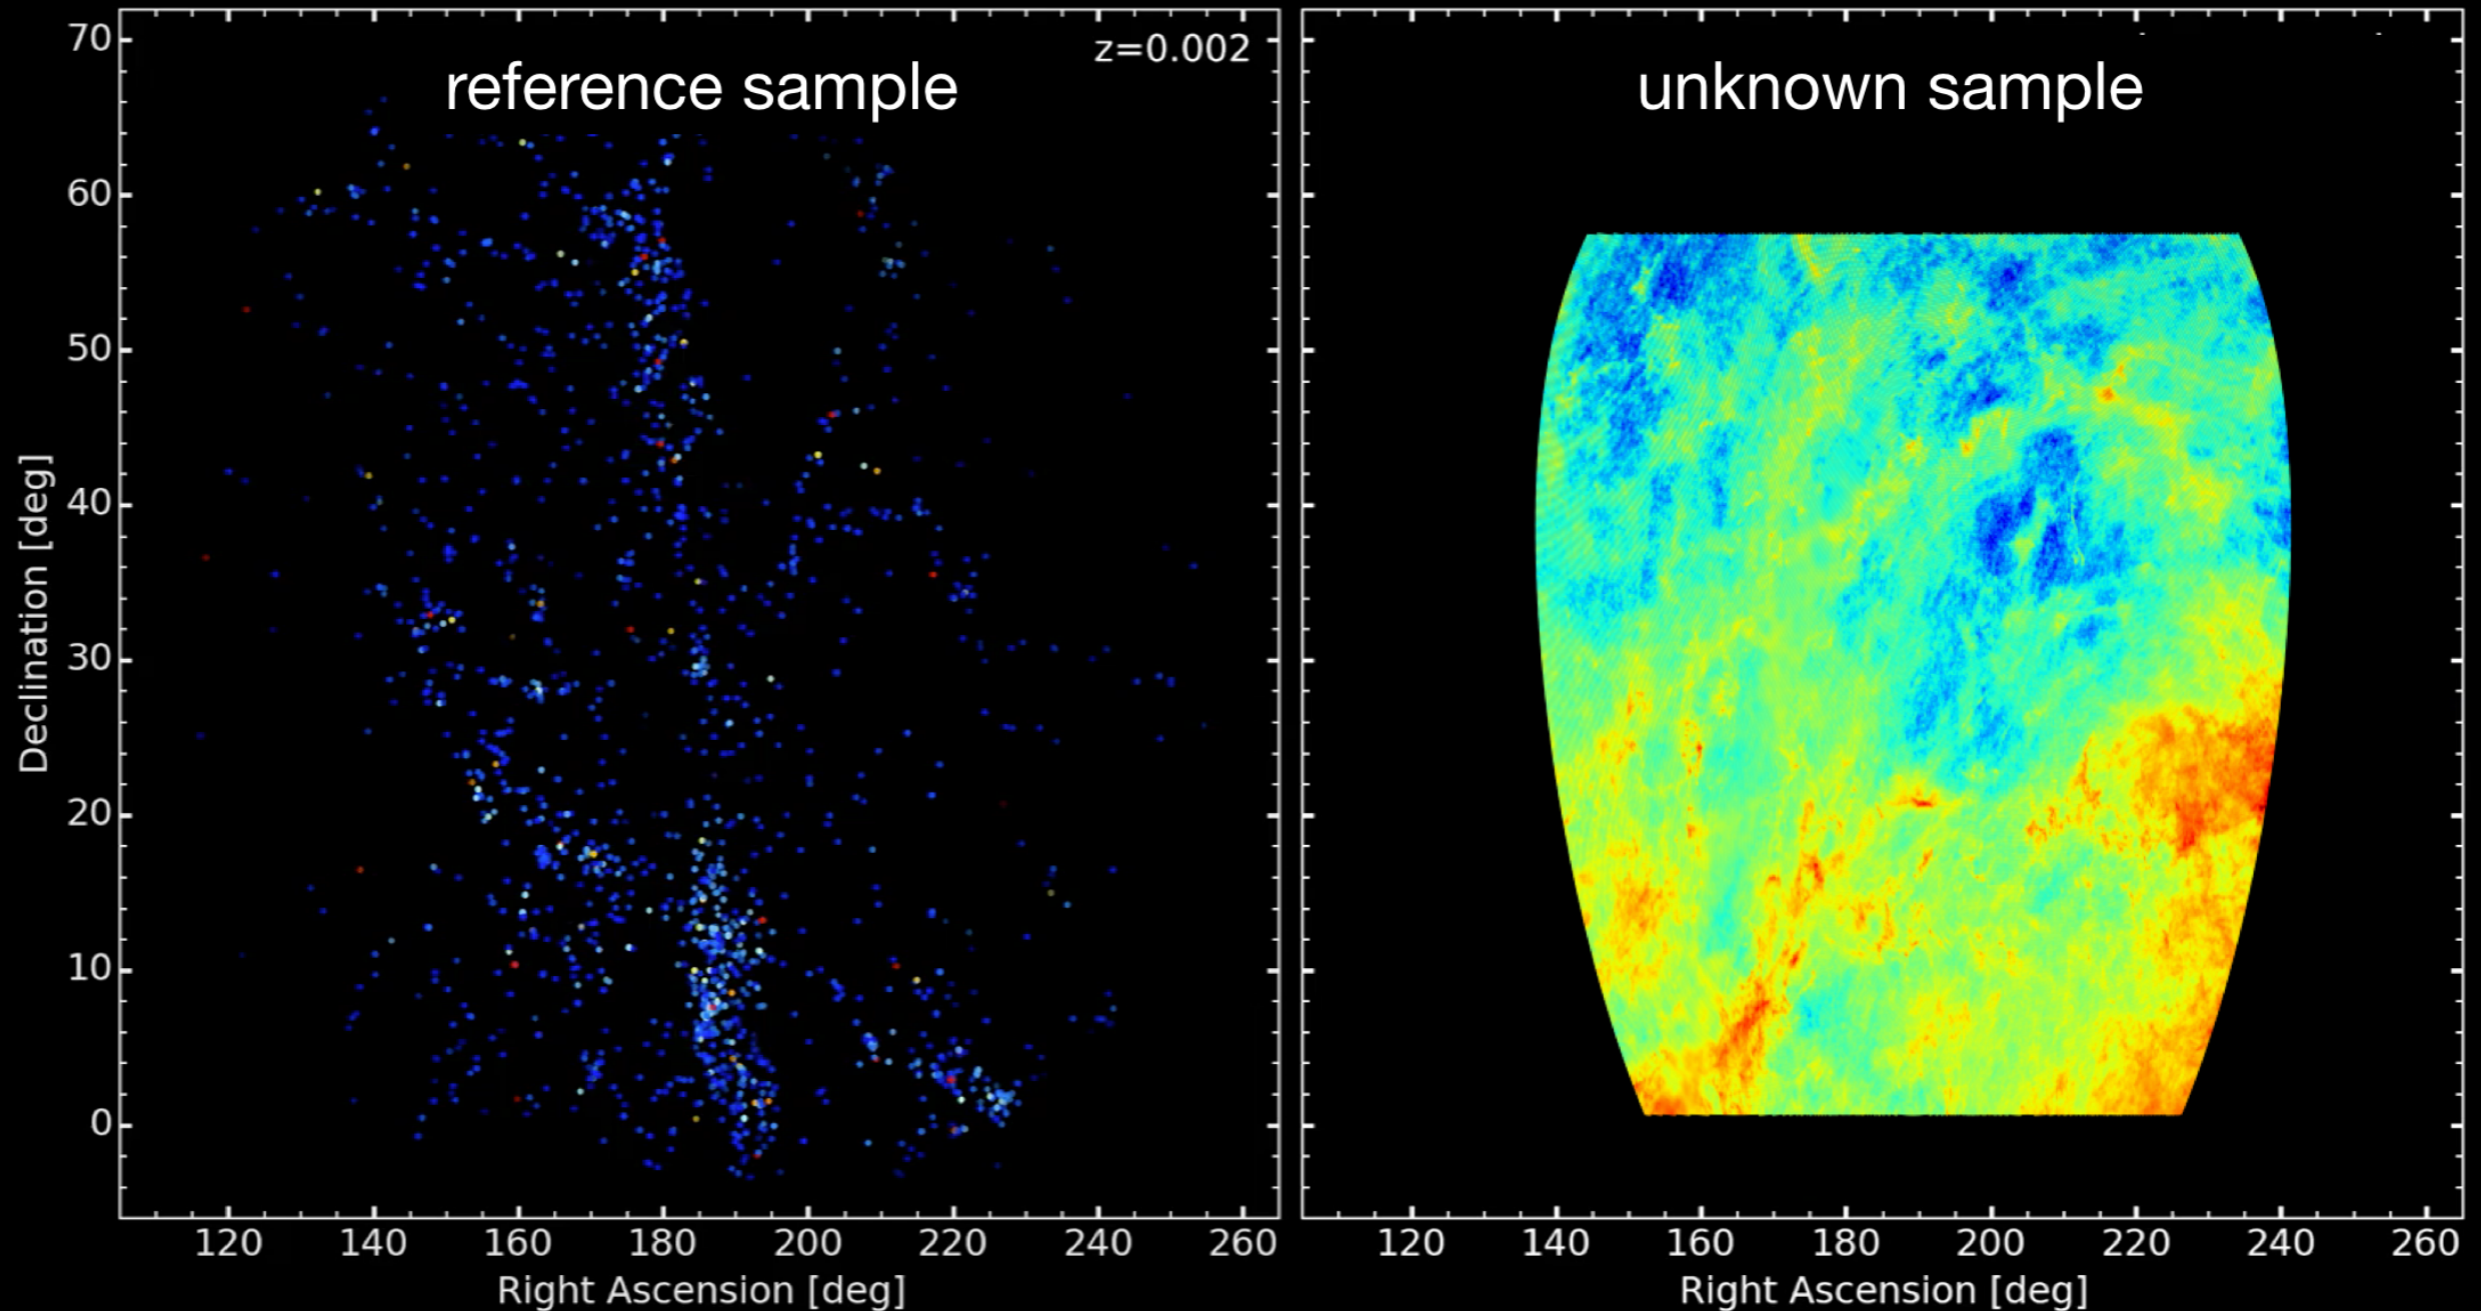 reference sample
z=0.002
70
60
50
40
30
20
10
0
Declination [deg]
120 140 160 180 200 220 240 260
Right Ascension [deg]
unknown sample
120 140 160 180 200 220 240 260
Right Ascension [deg]